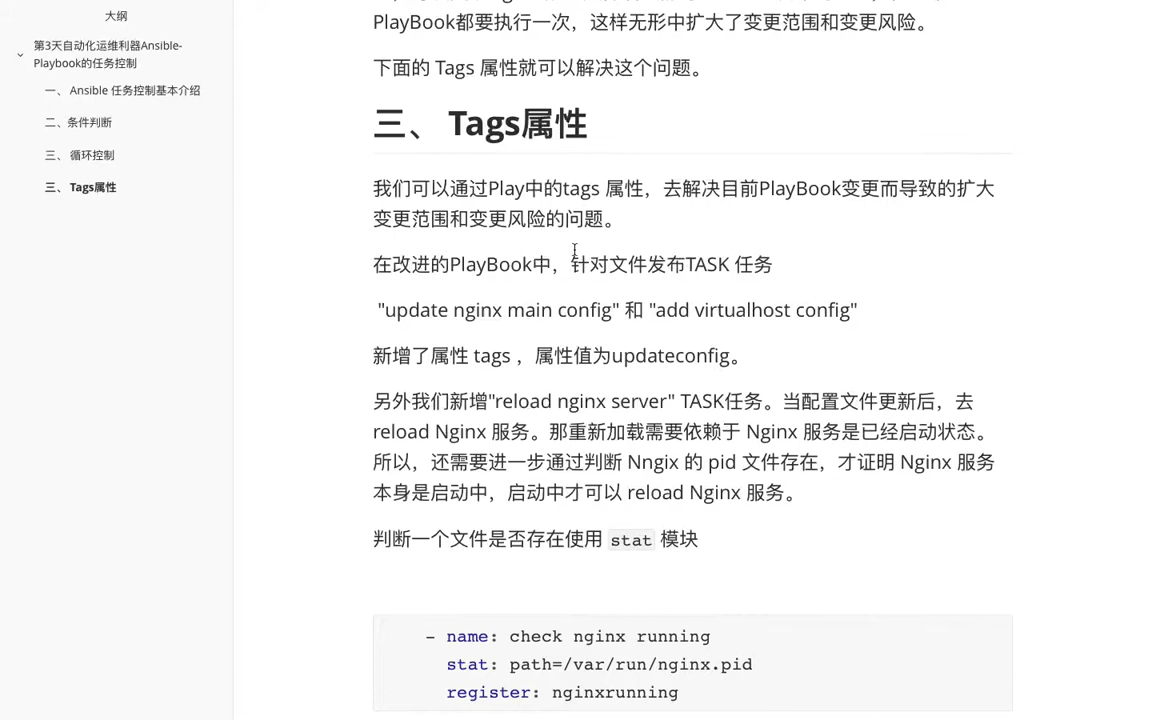 大纲
第3天自动化运维利器Ansible-
Playbook的任务控制
一、 Ansible 任务控制基本介绍
二、条件判断
三、 循环控制
三、 Tags属性
PlayBook都要执行一次，这样无形中扩大了变更范围和变更风险。
下面的 Tags 属性就可以解决这个问题。
三、 Tags属性
我们可以通过Play中的tags 属性，去解决目前PlayBook变更而导致的扩大
变更范围和变更风险的问题。
在改进的PlayBook中，针对文件发布TASK 任务
"update nginx main config" 和 "add virtualhost config"
新增了属性 tags ，属性值为updateconfig。
另外我们新增"reload nginx server" TASK任务。当配置文件更新后，去
reload Nginx 服务。那重新加载需要依赖于 Nginx 服务是已经启动状态。
所以，还需要进一步通过判断 Nngix 的 pid 文件存在，才证明 Nginx 服务
本身是启动中，启动中才可以 reload Nginx 服务。
判断一个文件是否存在使用 stat 模块
- name: check nginx running
stat: path=/var/run/nginx.pid
register: nginxrunning